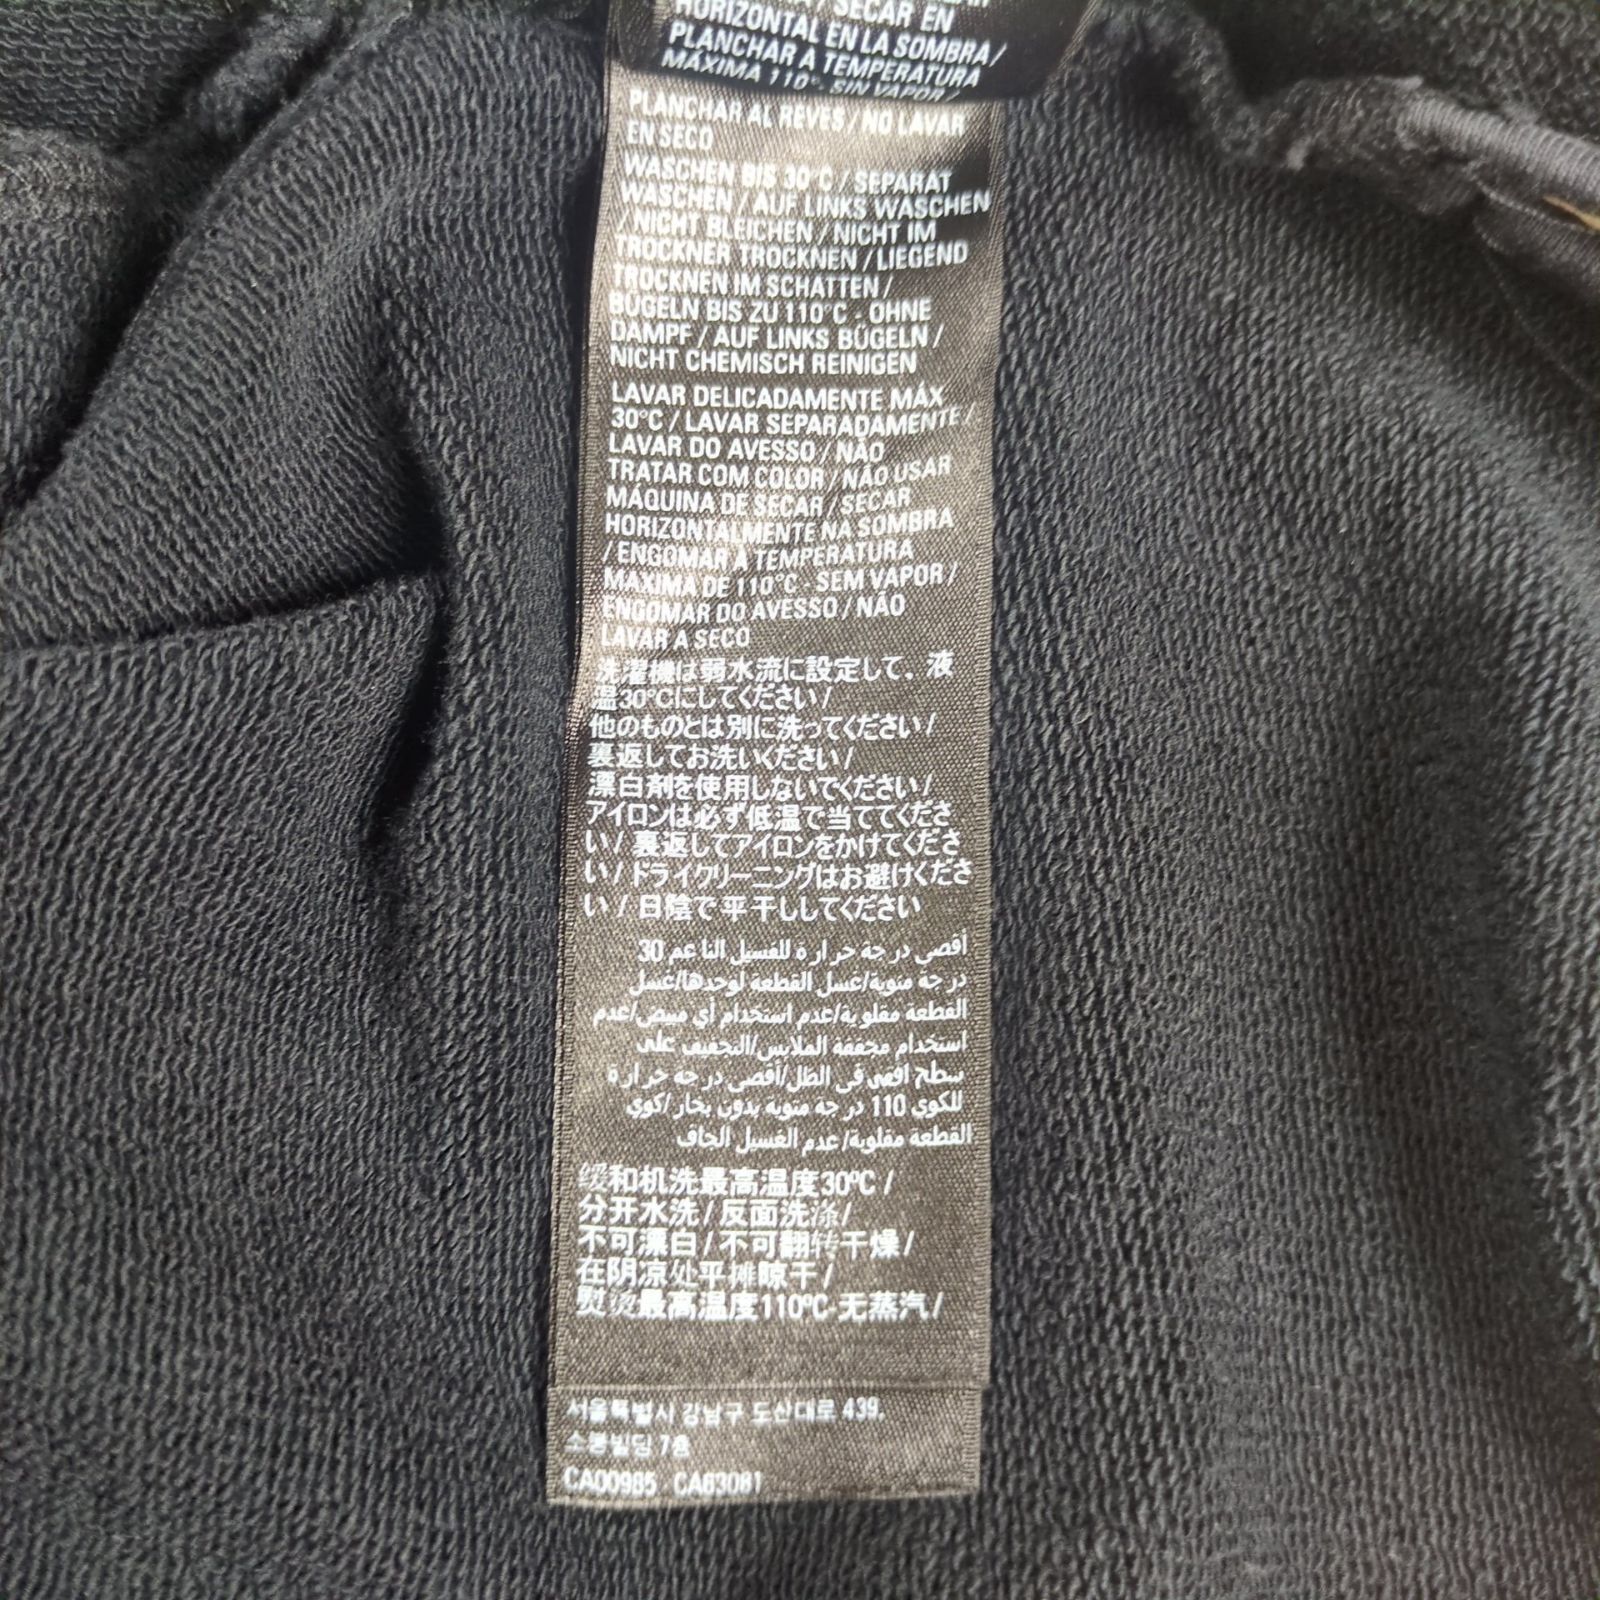 / SECAR EN
HORIZONTAL EN LA SOMBRA /
PLANCHAR A TEMPERATURA
MÁXIMA 110°- SIN VAPOR /
PLANCHAR AL REVES / NO LAVAR
EN SECO
WASCHEN BIS 30°C / SEPARAT
WASCHEN / AUF LINKS WASCHEN
/ NICHT BLEICHEN / NICHT IM
TROCKNER TROCKNEN / LIEGEND
TROCKNEN IM SCHATTEN /
BÜGELN BIS ZU 110°C - OHNE
DAMPF / AUF LINKS BÜGELN /
NICHT CHEMISCH REINIGEN
LAVAR DELICADAMENTE MÁX
30°C / LAVAR SEPARADAMENTE /
LAVAR DO AVESSO / NÃO
TRATAR COM COLOR / NÃO USAR
MÁQUINA DE SECAR / SECAR
HORIZONTALMENTE NA SOMBRA
/ ENGOMAR À TEMPERATURA
MÁXIMA DE 110°C - SEM VAPOR /
ENGOMAR DO AVESSO / NÃO
LAVAR A SECO
洗濯機は弱水流に設定して．液
温30℃にしてください/
他のものとは別に洗ってください/
裏返してお洗いください/
漂白剤を使用しないでください/
アイロンは必ず低温で当ててくださ
い/ 裏返してアイロンをかけてくださ
い/ドライクリーニングはお避けくださ
い / 日陰で平干ししてください
أقصى درجة حرارة للغسيل الناعم 30
درجة مئوية/غسل القطعة لوحدها/غسل
القطعة مقلوبة/عدم استخدام أي مبيض/عدم
استخدام مجففة الملابس/التجفيف على
سطح أفقي في الظل/أقصى درجة حرارة
للكوي 110 درجة مئوية بدون بخار/كوي
القطعة مقلوبة/عدم الغسيل الجاف
缓和机洗最高温度30℃ /
分开水洗 / 反面洗涤/
不可漂白 / 不可翻转干燥/
在阴凉处平摊晾干 /
熨烫最高温度110℃-无蒸汽/
서울특별시 강남구 도산대로 439,
빌딩 7층
CA00985 CA63081